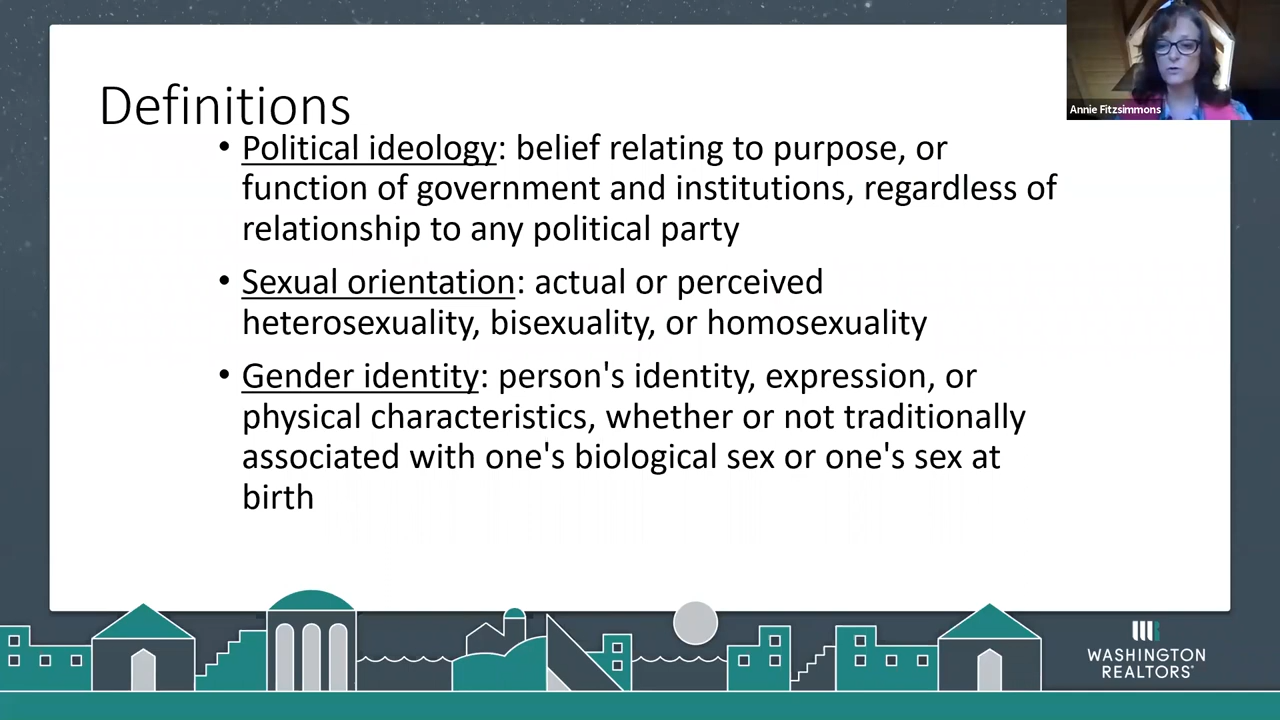 Annie Fitzsimmons
Definitions
• Political ideology: belief relating to purpose, or
function of government and institutions, regardless of
relationship to any political party
• Sexual orientation: actual or perceived
heterosexuality, bisexuality, or homosexuality
• Gender identity: person's identity, expression, or
physical characteristics, whether or not traditionally
associated with one's biological sex or one's sex at
birth
WASHINGTON
REALTORS®